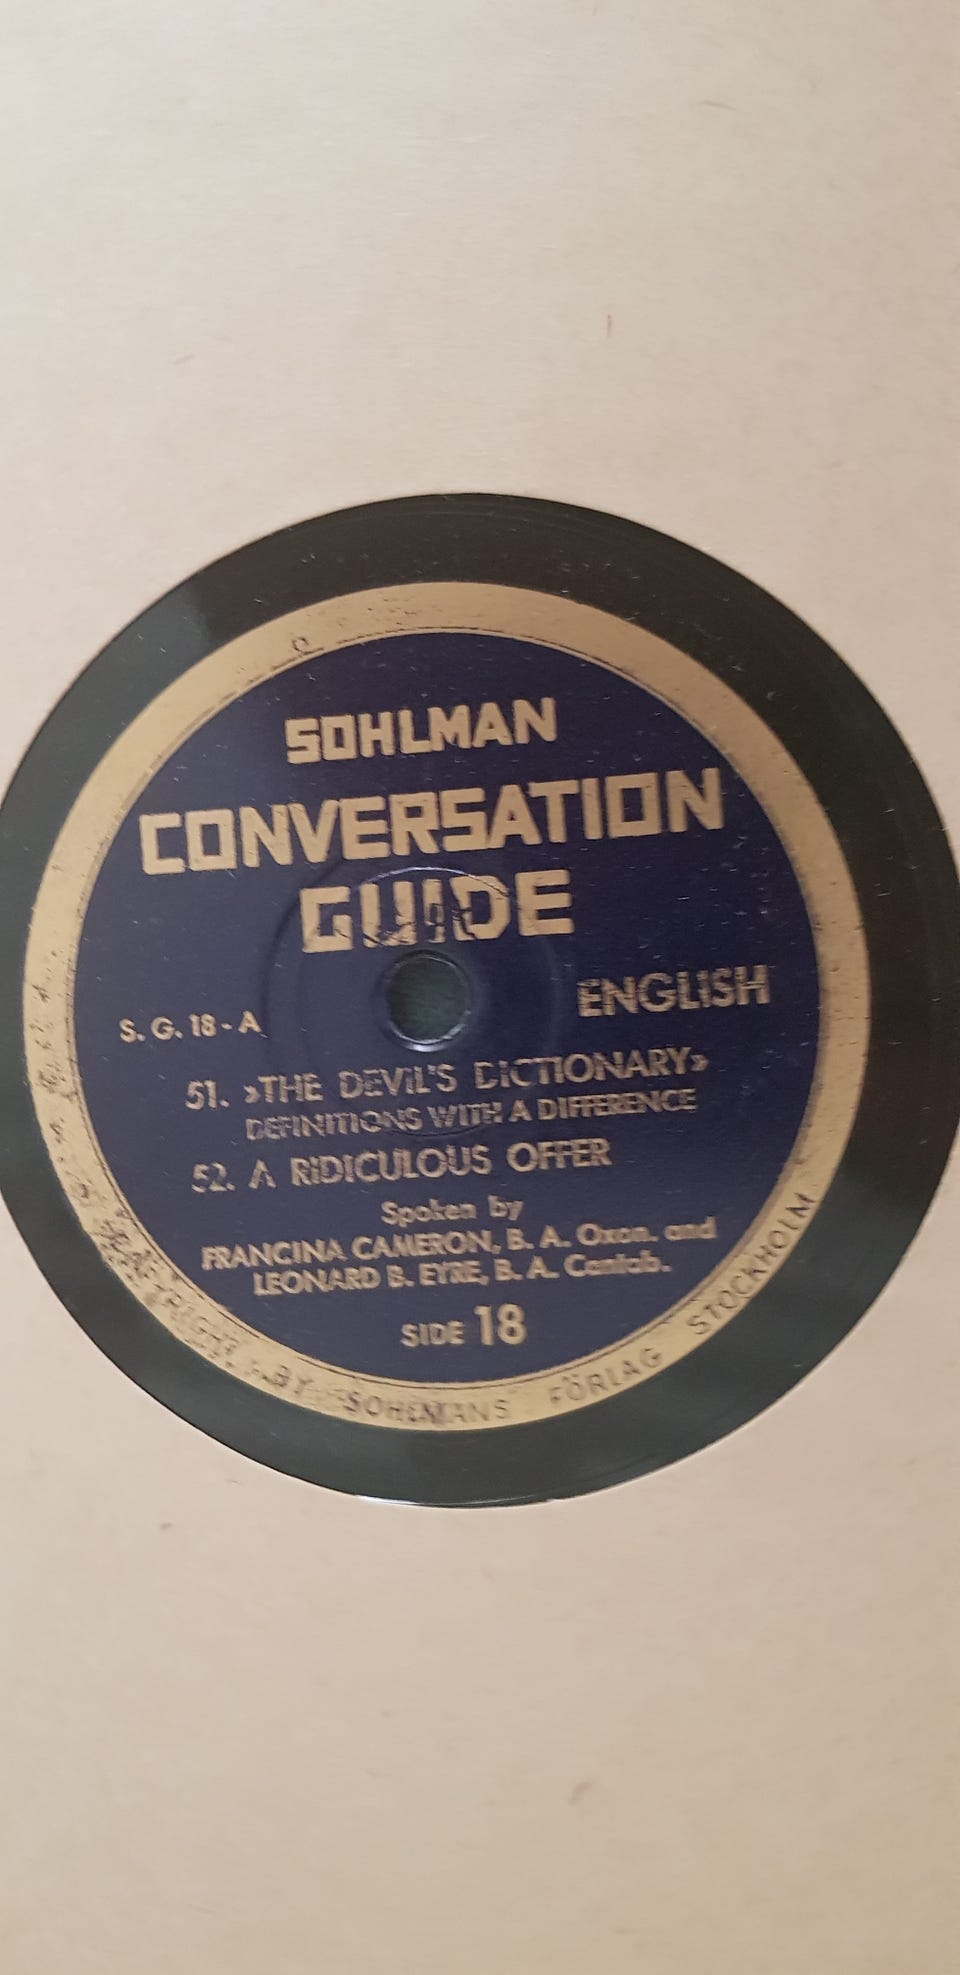 SOHLMAN
CONVERSATION
GUIDE
ENGLISH
S. G. 18 - A
51. »THE DEVIL'S DICTIONARY»
DEFINITIONS WITH A DIFFERENCE
52. A RIDICULOUS OFFER
Spoken by
FRANCINA CAMERON, B. A. Oxon. and
LEONARD B. EYRE, B. A. Cantab.
SIDE 18
BY SOHLMANS FÖRLAG STOCKHOLM